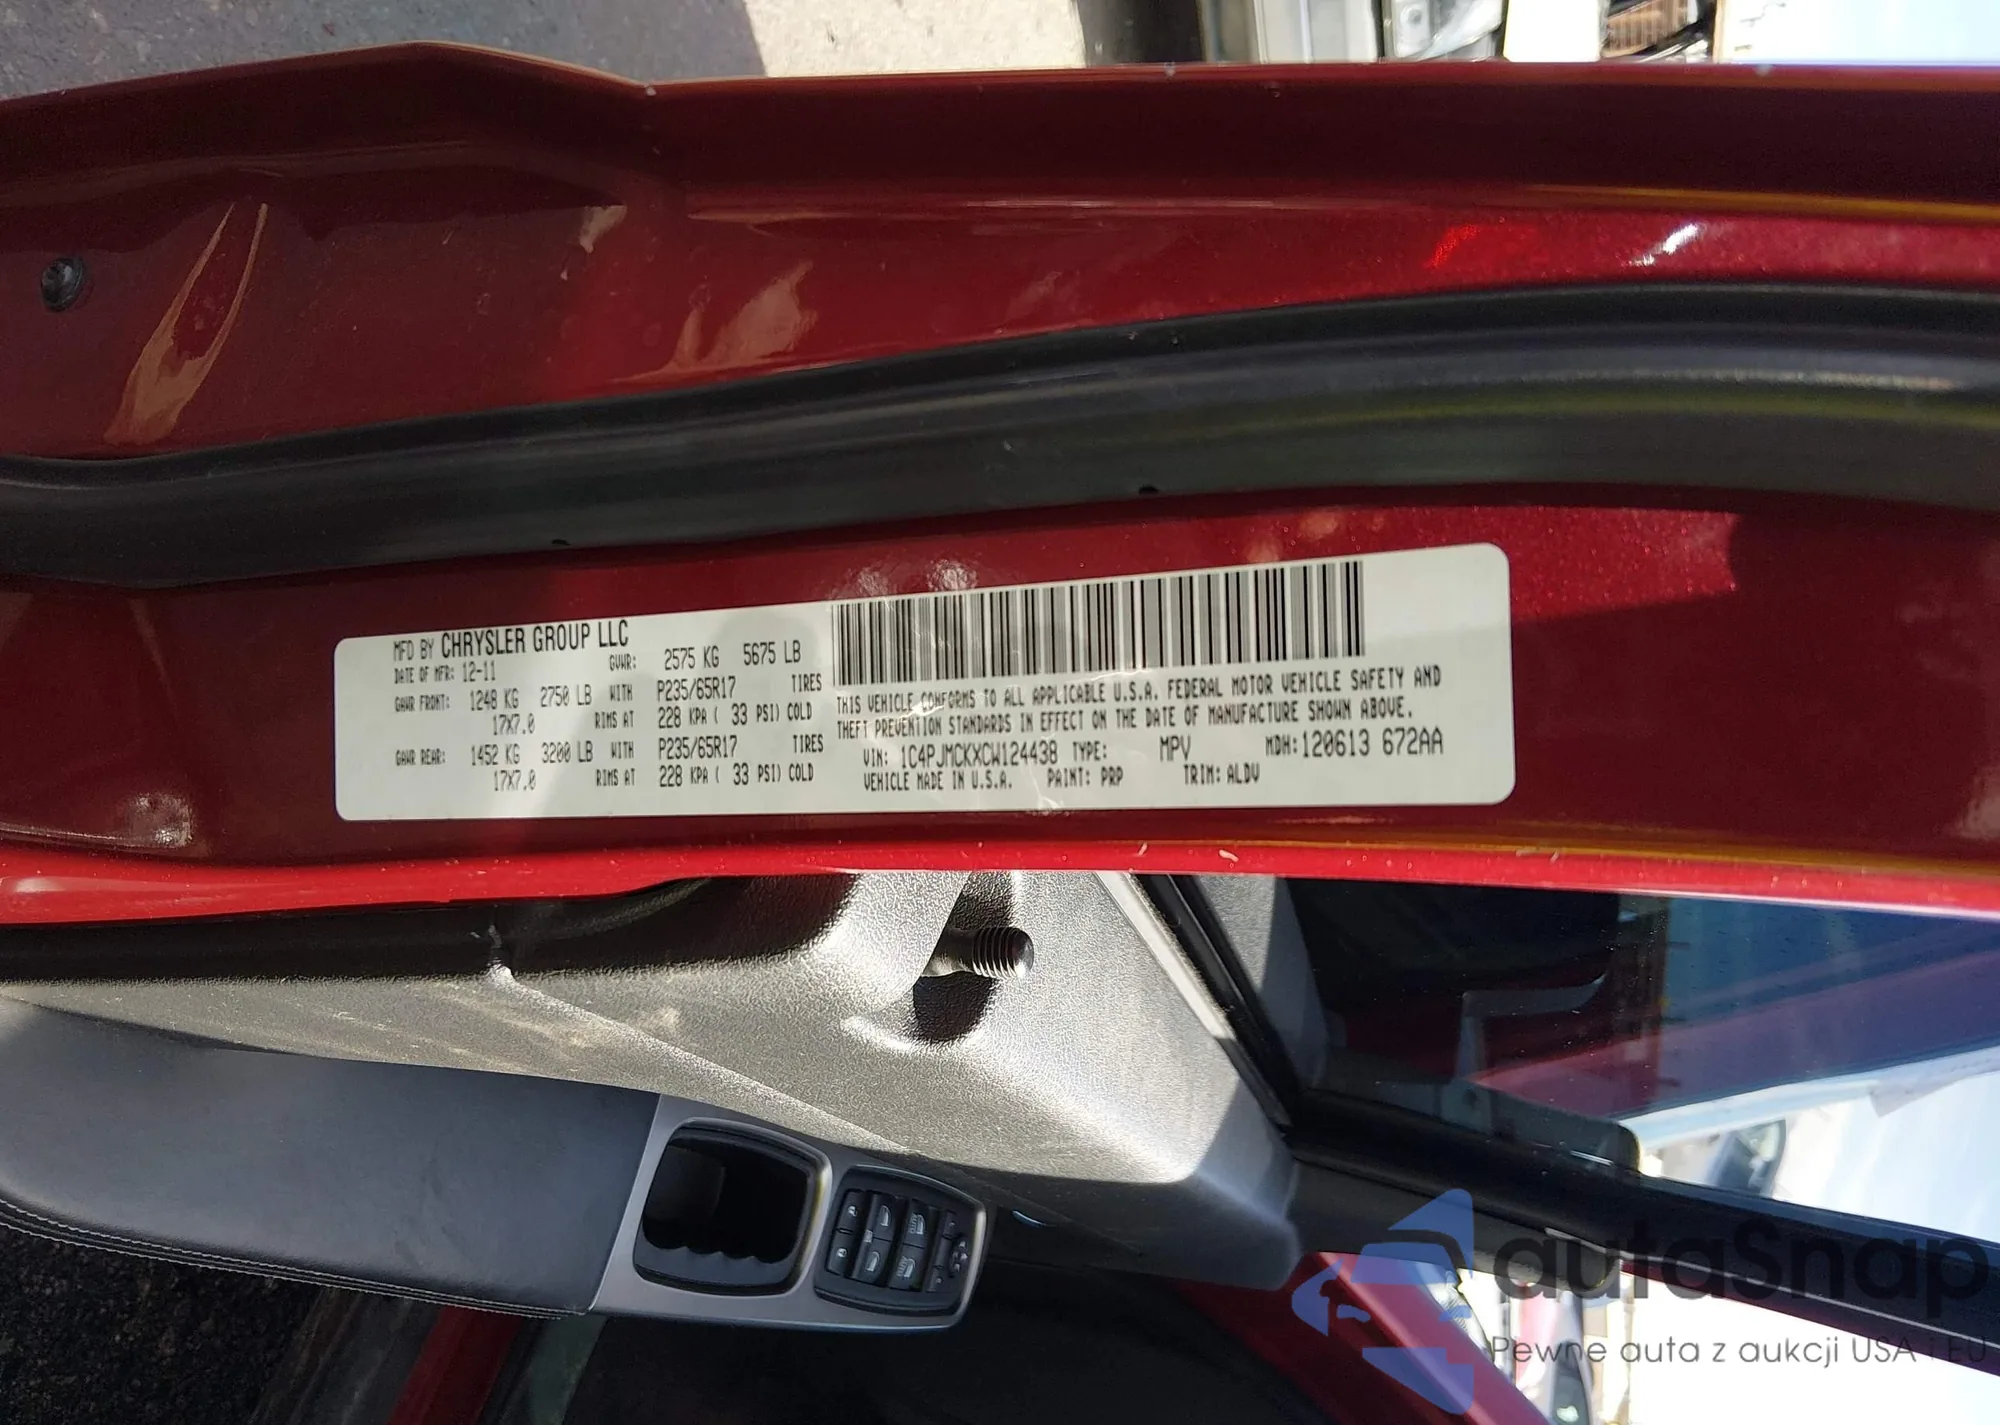 MFD BY CHRYSLER GROUP LLC
DATE OF MFR: 12-11 GVWR: 2575 KG 5675 LB
GAWR FRONT: 1248 KG 2750 LB WITH P235/65R17 TIRES
17X7.0 RIMS AT 228 KPA ( 33 PSI) COLD
GAWR REAR: 1452 KG 3200 LB WITH P235/65R17 TIRES
17X7.0 RIMS AT 228 KPA ( 33 PSI) COLD
THIS VEHICLE CONFORMS TO ALL APPLICABLE U.S.A. FEDERAL MOTOR VEHICLE SAFETY AND
THEFT PREVENTION STANDARDS IN EFFECT ON THE DATE OF MANUFACTURE SHOWN ABOVE.
VIN: 1C4PJMCKXCW124438 TYPE: MPV MDH: 120613 672AA
VEHICLE MADE IN U.S.A. PAINT: PRP TRIM: ALDV
AUTO
AUTO
autaSnap
Pewne auta z aukcji USA i EU